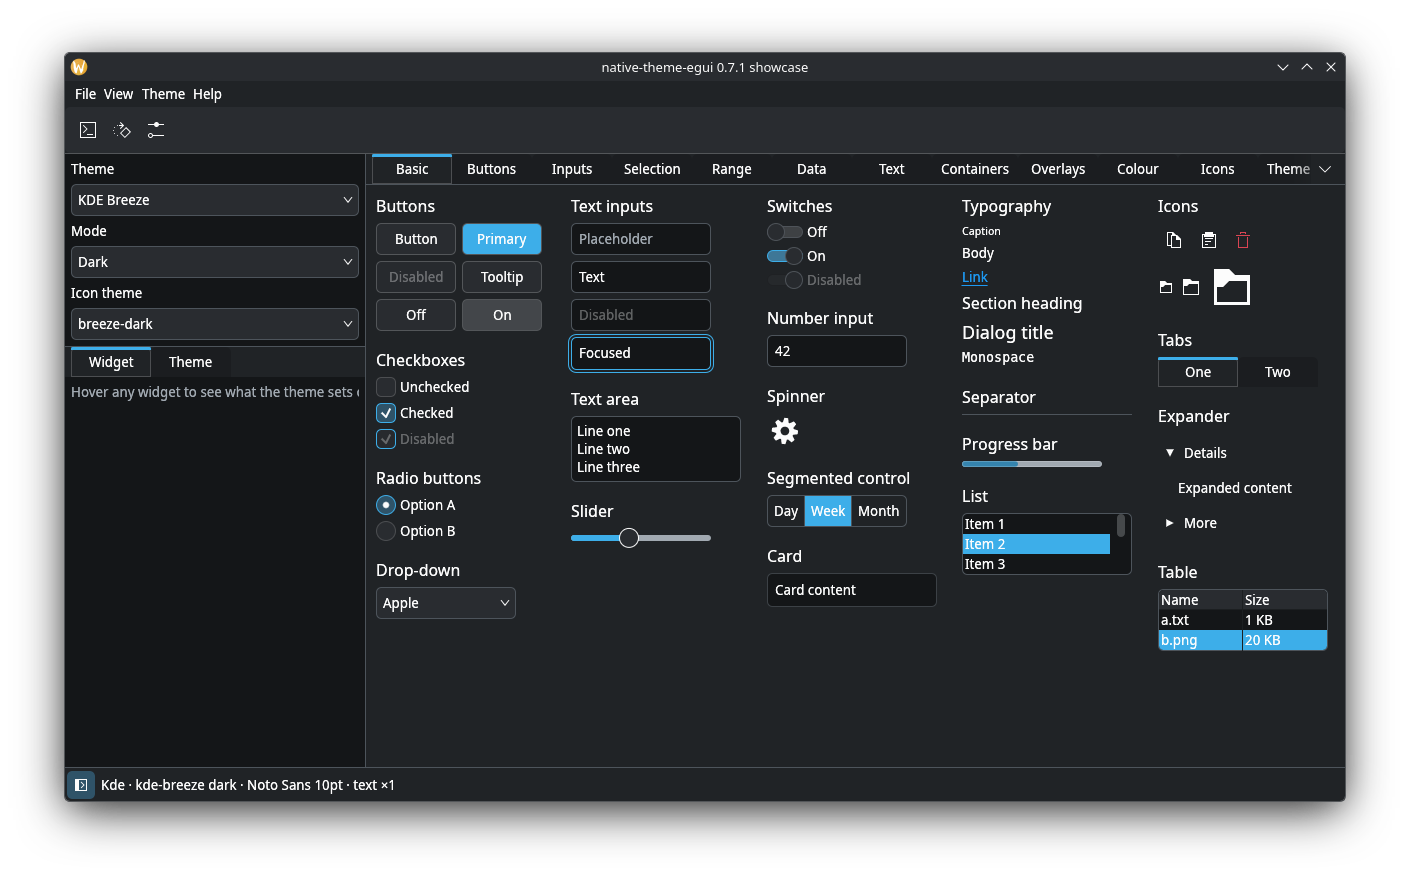 native-theme-egui 0.7.1 showcase
File View Theme Help
Theme
KDE Breeze
Mode
Dark
Icon theme
breeze-dark
Widget Theme
Hover any widget to see what the theme sets
Basic Buttons Inputs Selection Range Data Text Containers Overlays Colour Icons Theme
Buttons
Button Primary
Disabled Tooltip
Off On
Checkboxes
Unchecked
Checked
Disabled
Radio buttons
Option A
Option B
Drop-down
Apple
Text inputs
Placeholder
Text
Disabled
Focused
Text area
Line one
Line two
Line three
Slider
Switches
Off
On
Disabled
Number input
42
Spinner
Segmented control
Day Week Month
Card
Card content
Typography
Caption
Body
Link
Section heading
Dialog title
Monospace
Separator
Progress bar
List
Item 1
Item 2
Item 3
Icons
Tabs
One Two
Expander
Details
Expanded content
More
Table
Name Size
a.txt 1 KB
b.png 20 KB
Kde · kde-breeze dark · Noto Sans 10pt · text ×1